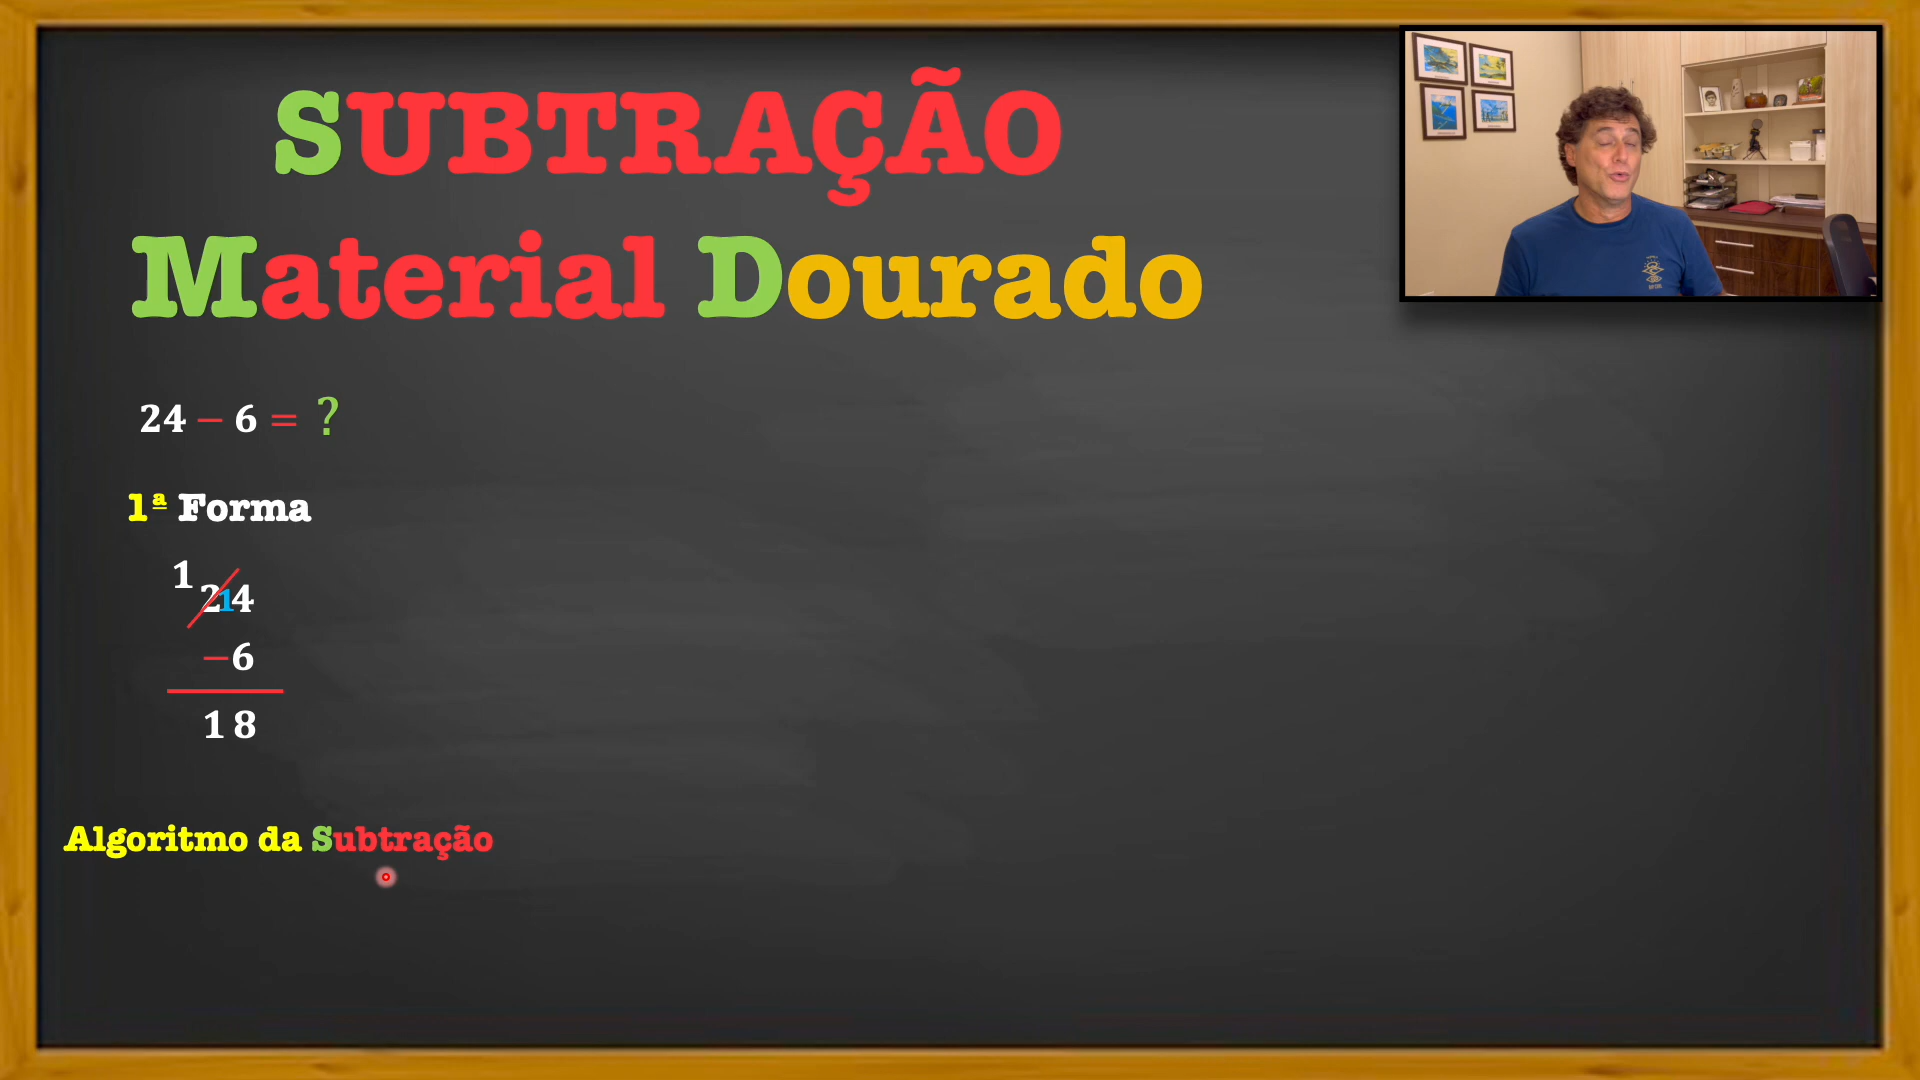 SUBTRAÇÃO
Material Dourado
24 − 6 = ?
1ª Forma
1
214
−6
18
Algoritmo da Subtração